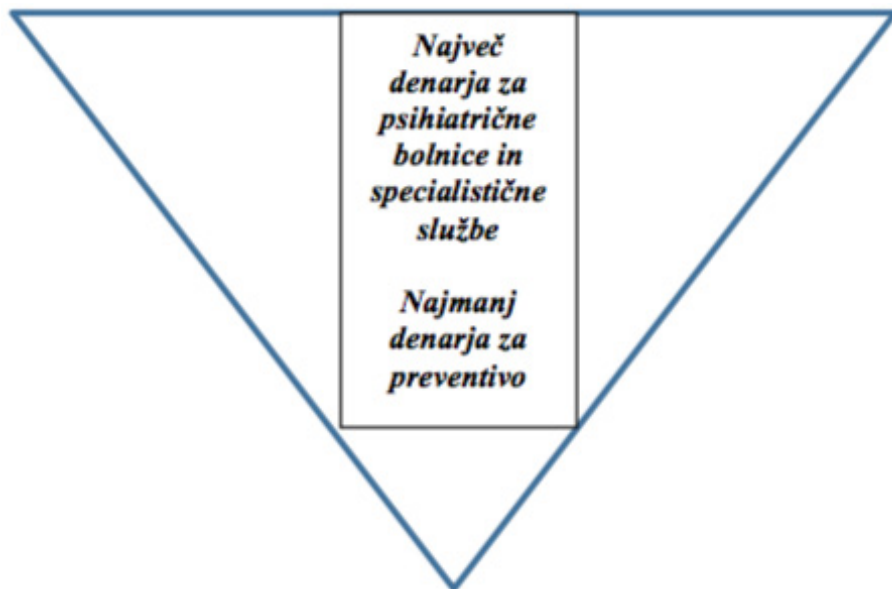 Največ
denarja za
psihiatrične
bolnice in
specialistične
službe
Najmanj
denarja za
preventivo